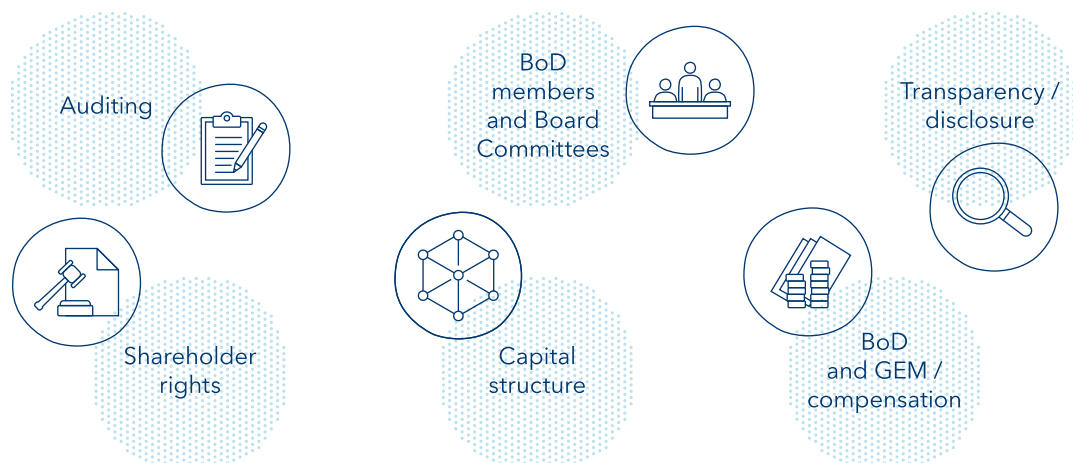 Auditing
BoD
members
and Board
Committees
Transparency /
disclosure
Shareholder
rights
Capital
structure
BoD
and GEM /
compensation